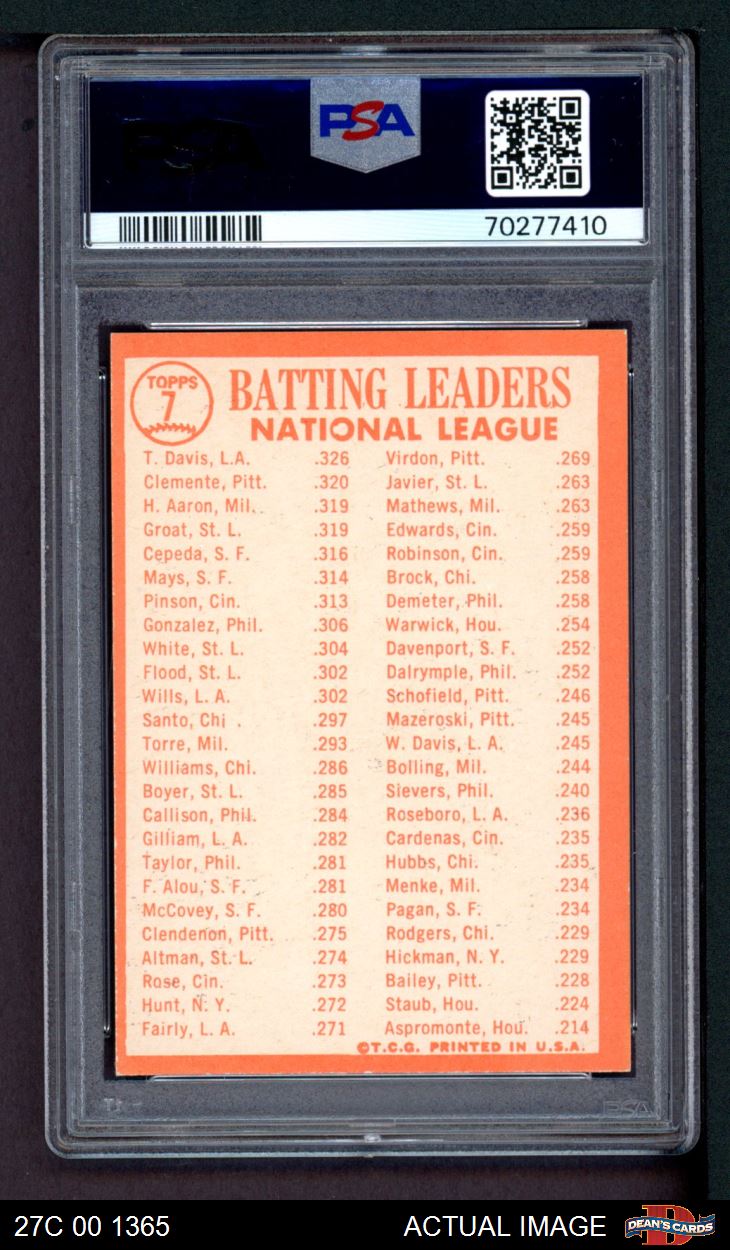 PSA
70277410
TOPPS
7
BATTING LEADERS
NATIONAL LEAGUE
T. Davis, L.A. .326
Clemente, Pitt. .320
H. Aaron, Mil. .319
Groat, St. L. .319
Cepeda, S. F. .316
Mays, S. F. .314
Pinson, Cin. .313
Gonzalez, Phil. .306
White, St. L. .304
Flood, St. L. .302
Wills, L. A. .302
Santo, Chi . .297
Torre, Mil. .293
Williams, Chi. .286
Boyer, St. L. .285
Callison, Phil. .284
Gilliam, L. A. .282
Taylor, Phil. .281
F. Alou, S. F. .281
McCovey, S. F. .280
Clendenon, Pitt. .275
Altman, St. L. .274
Rose, Cin. .273
Hunt, N. Y. .272
Fairly, L. A. .271
Virdon, Pitt. .269
Javier, St. L. .263
Mathews, Mil. .263
Edwards, Cin. .259
Robinson, Cin. .259
Brock, Chi. .258
Demeter, Phil. .258
Warwick, Hou. .254
Davenport, S. F. .252
Dalrymple, Phil. .252
Schofield, Pitt. .246
Mazeroski, Pitt. .245
W. Davis, L. A. .245
Bolling, Mil. .244
Sievers, Phil. .240
Roseboro, L. A. .236
Cardenas, Cin. .235
Hubbs, Chi. .235
Menke, Mil. .234
Pagan, S. F. .234
Rodgers, Chi. .229
Hickman, N. Y. .229
Bailey, Pitt. .228
Staub, Hou. .224
Aspromonte, Hou. .214
©T.C.G. PRINTED IN U.S.A.
PSA
27C 00 1365
ACTUAL IMAGE
DEAN'S CARDS